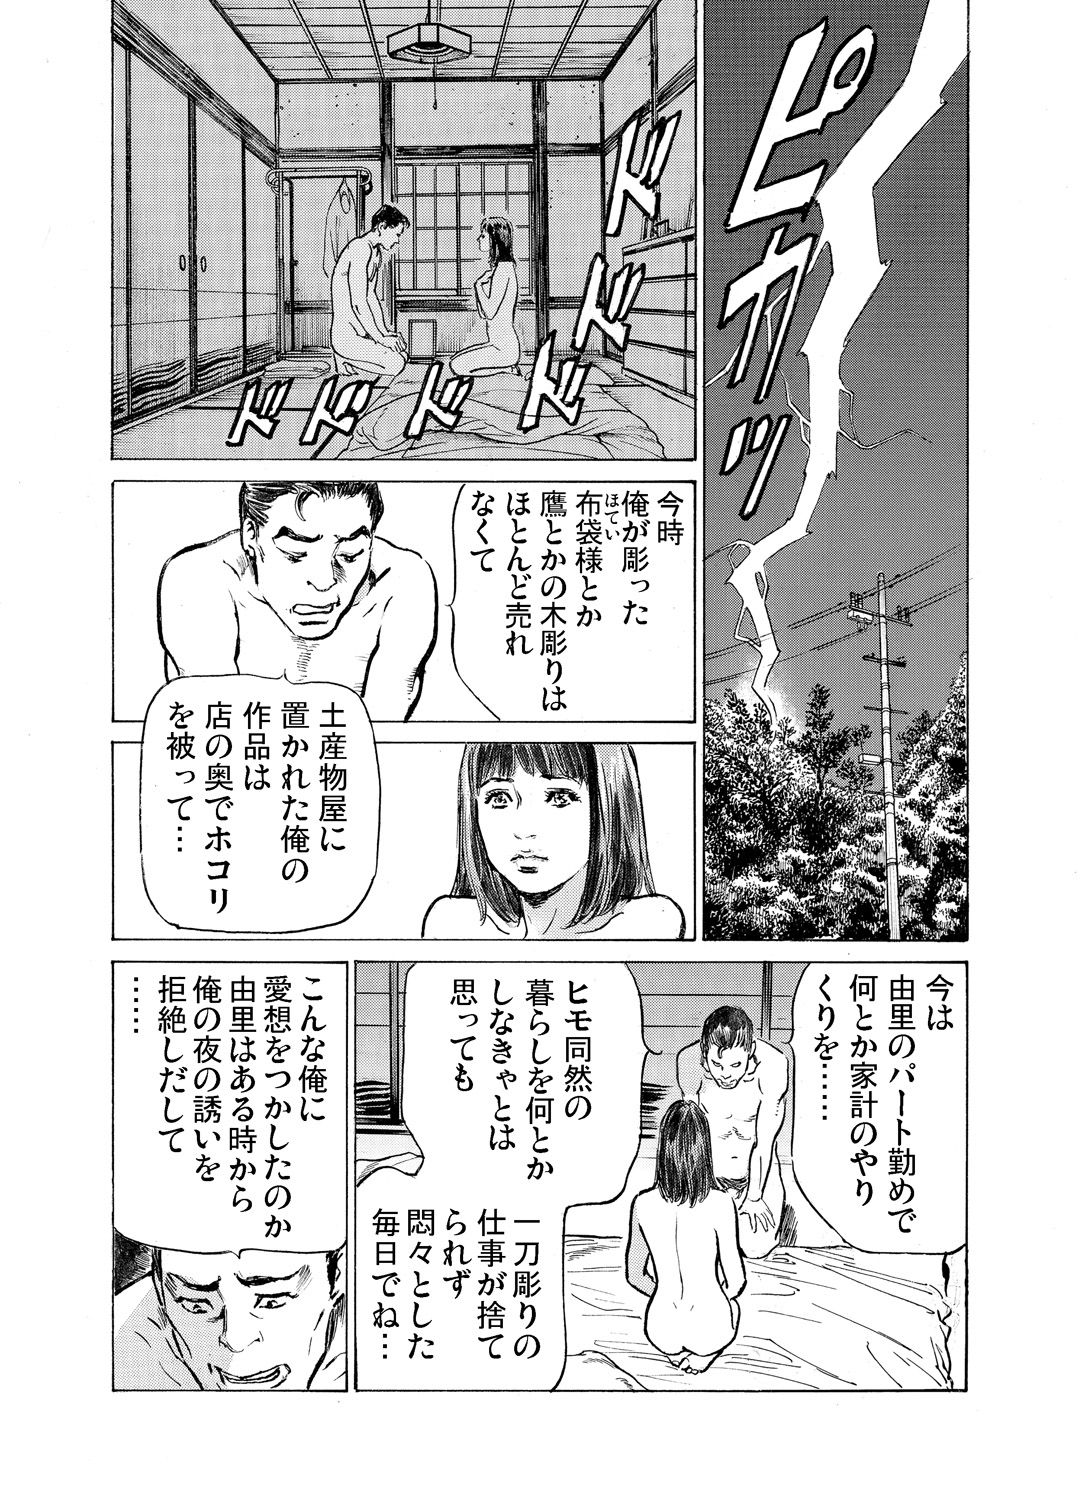 ピカッ
ドド
ドドドド
今時
俺が彫った
布袋様とか
ほてい
鷹とかの木彫りは
ほとんど売れ
なくて
土産物屋に
置かれた俺の
作品は
店の奥でホコリ
を被って…
今は
由里のパート勤めで
何とか家計のやり
くりを……
ヒモ同然の
暮らしを何とか
しなきゃとは
思っても
一刀彫りの
仕事が捨て
られず
悶々とした
毎日でね…
こんな俺に
愛想をつかしたのか
由里はある時から
俺の夜の誘いを
拒絶しだして
……